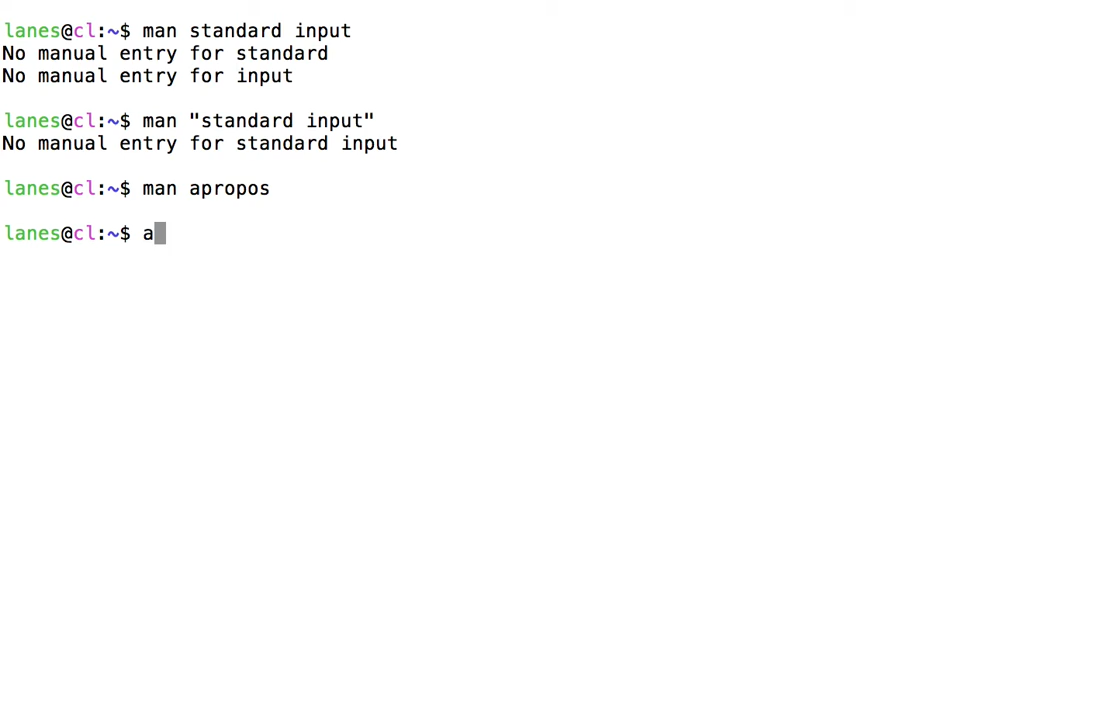 lanes@cl:~$ man standard input
No manual entry for standard
No manual entry for input
lanes@cl:~$ man "standard input"
No manual entry for standard input
lanes@cl:~$ man apropos
lanes@cl:~$ a